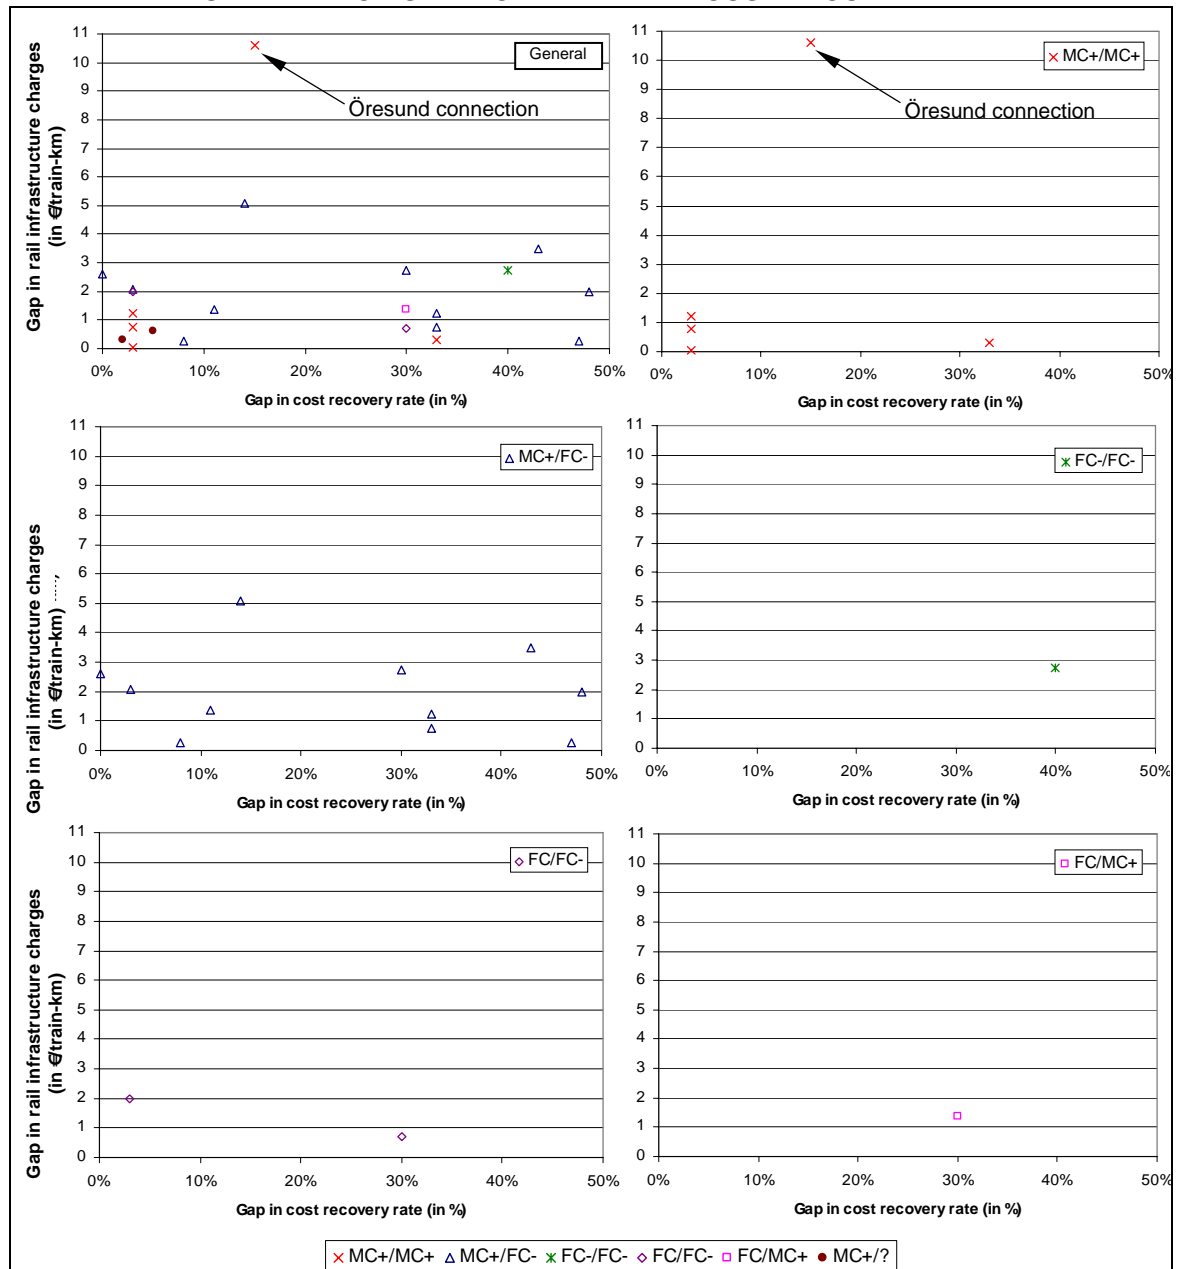 General
Öresund connection
11
10
9
8
7
6
5
4
3
2
1
0
0% 10% 20% 30% 40% 50%
Gap in rail infrastructure charges
(in €/train-km)
Gap in cost recovery rate (in %)
MC+/MC+
Öresund connection
11
10
9
8
7
6
5
4
3
2
1
0
0% 10% 20% 30% 40% 50%
Gap in cost recovery rate (in %)
MC+/FC-
11
10
9
8
7
6
5
4
3
2
1
0
0% 10% 20% 30% 40% 50%
Gap in rail infrastructure charges
(in €/train-km)
Gap in cost recovery rate (in %)
FC-/FC-
11
10
9
8
7
6
5
4
3
2
1
0
0% 10% 20% 30% 40% 50%
Gap in cost recovery rate (in %)
FC/FC-
11
10
9
8
7
6
5
4
3
2
1
0
0% 10% 20% 30% 40% 50%
Gap in rail infrastructure charges
(in €/train-km)
Gap in cost recovery rate (in %)
FC/MC+
11
10
9
8
7
6
5
4
3
2
1
0
0% 10% 20% 30% 40% 50%
Gap in cost recovery rate (in %)
MC+/MC+ MC+/FC- FC-/FC- FC/FC- FC/MC+ MC+/?